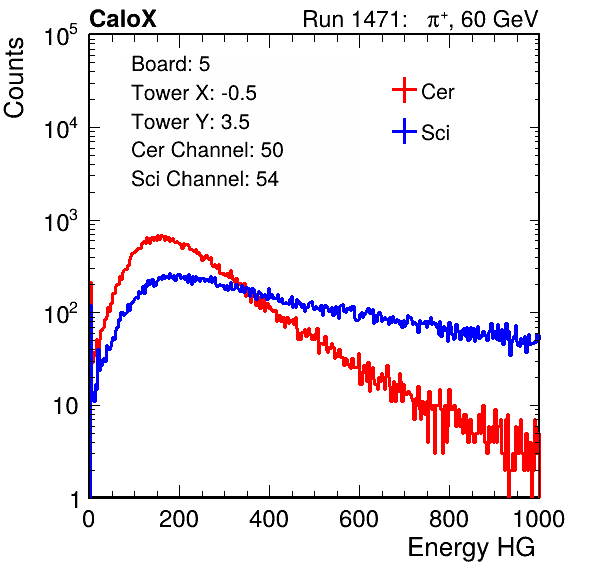 CaloX Run 1471: π⁺, 60 GeV
Counts
Board: 5
Tower X: -0.5
Tower Y: 3.5
Cer Channel: 50
Sci Channel: 54
Cer
Sci
10⁵
10⁴
10³
10²
10
1
0 200 400 600 800 1000
Energy HG